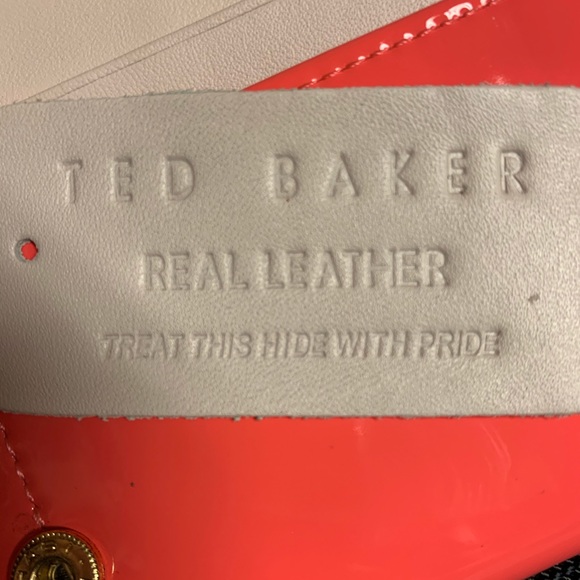 TED BAKER
REAL LEATHER
TREAT THIS HIDE WITH PRIDE